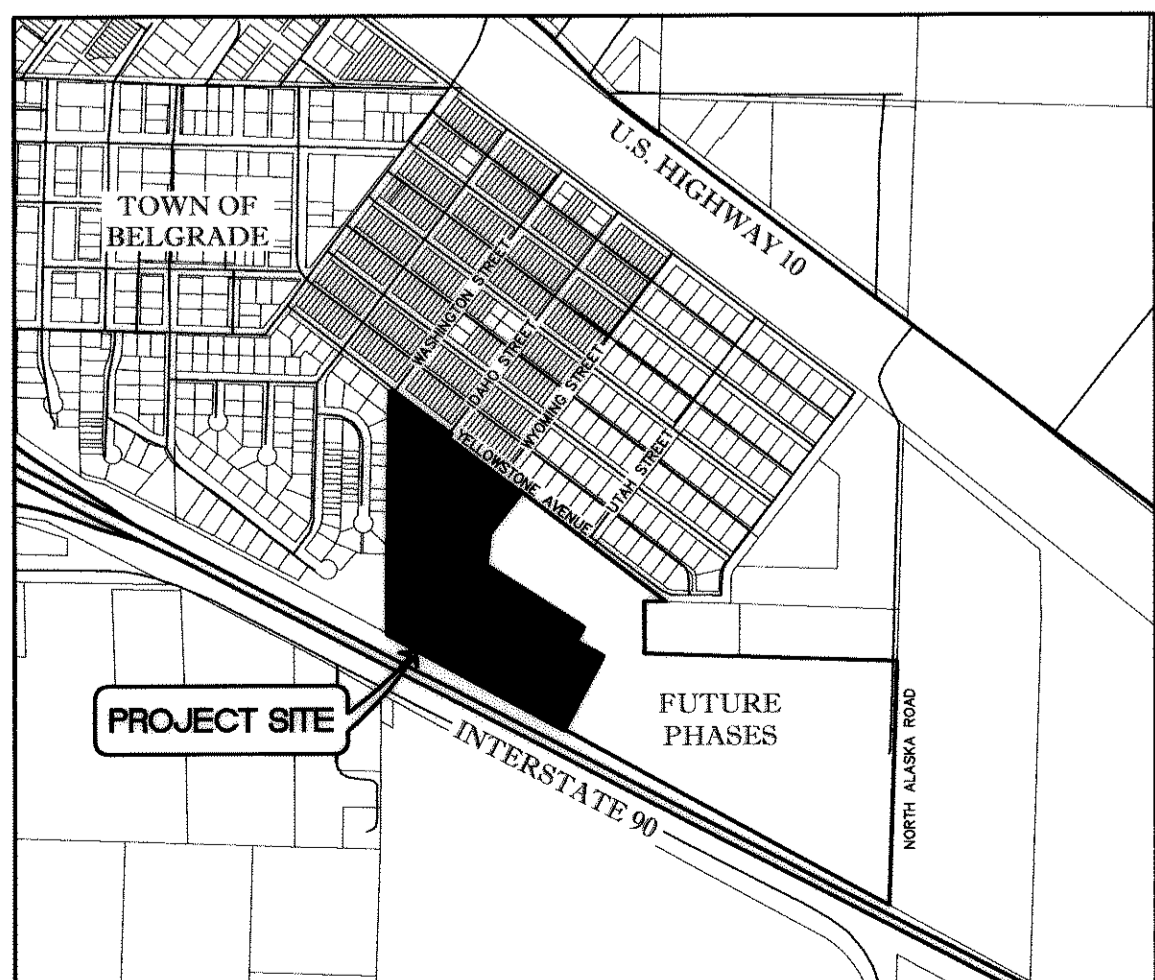 U.S. HIGHWAY 10
TOWN OF
BELGRADE
WASHINGTON STREET
IDAHO STREET
WYOMING STREET
YELLOWSTONE AVENUE
UTAH STREET
PROJECT SITE
FUTURE
PHASES
INTERSTATE 90
NORTH ALASKA ROAD